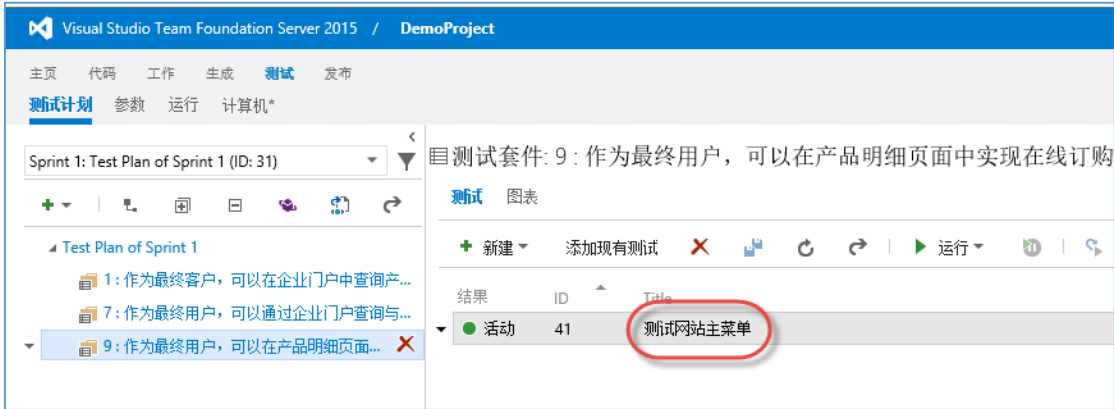 Visual Studio Team Foundation Server 2015 / DemoProject
主页 代码 工作 生成 测试 发布
测试计划 参数 运行 计算机*
Sprint 1: Test Plan of Sprint 1 (ID: 31)
测试套件: 9 : 作为最终用户，可以在产品明细页面中实现在线订购
测试 图表
新建 添加现有测试 运行
Test Plan of Sprint 1
1 : 作为最终客户，可以在企业门户中查询产...
7 : 作为最终用户，可以通过企业门户查询与...
9 : 作为最终用户，可以在产品明细页面...
结果 ID Title
活动 41 测试网站主菜单